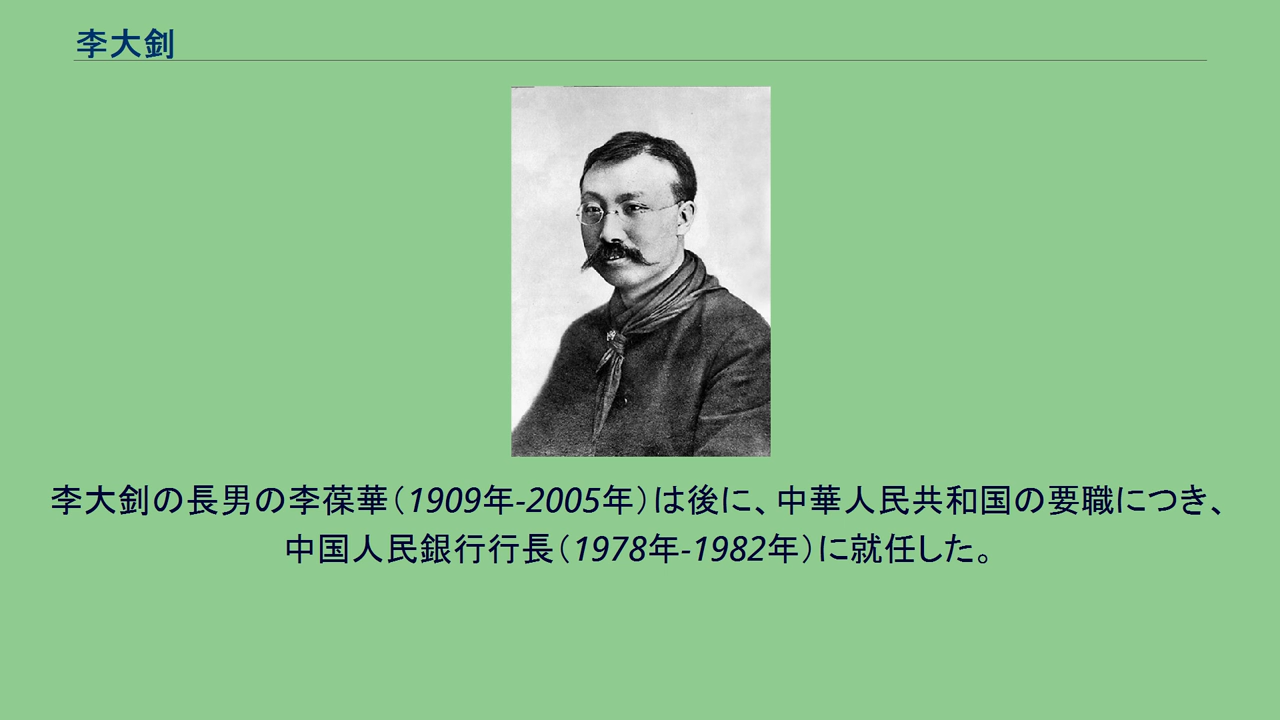 李大釗
李大釗の長男の李葆華（1909年-2005年）は後に、中華人民共和国の要職につき、
中国人民銀行行長（1978年-1982年）に就任した。